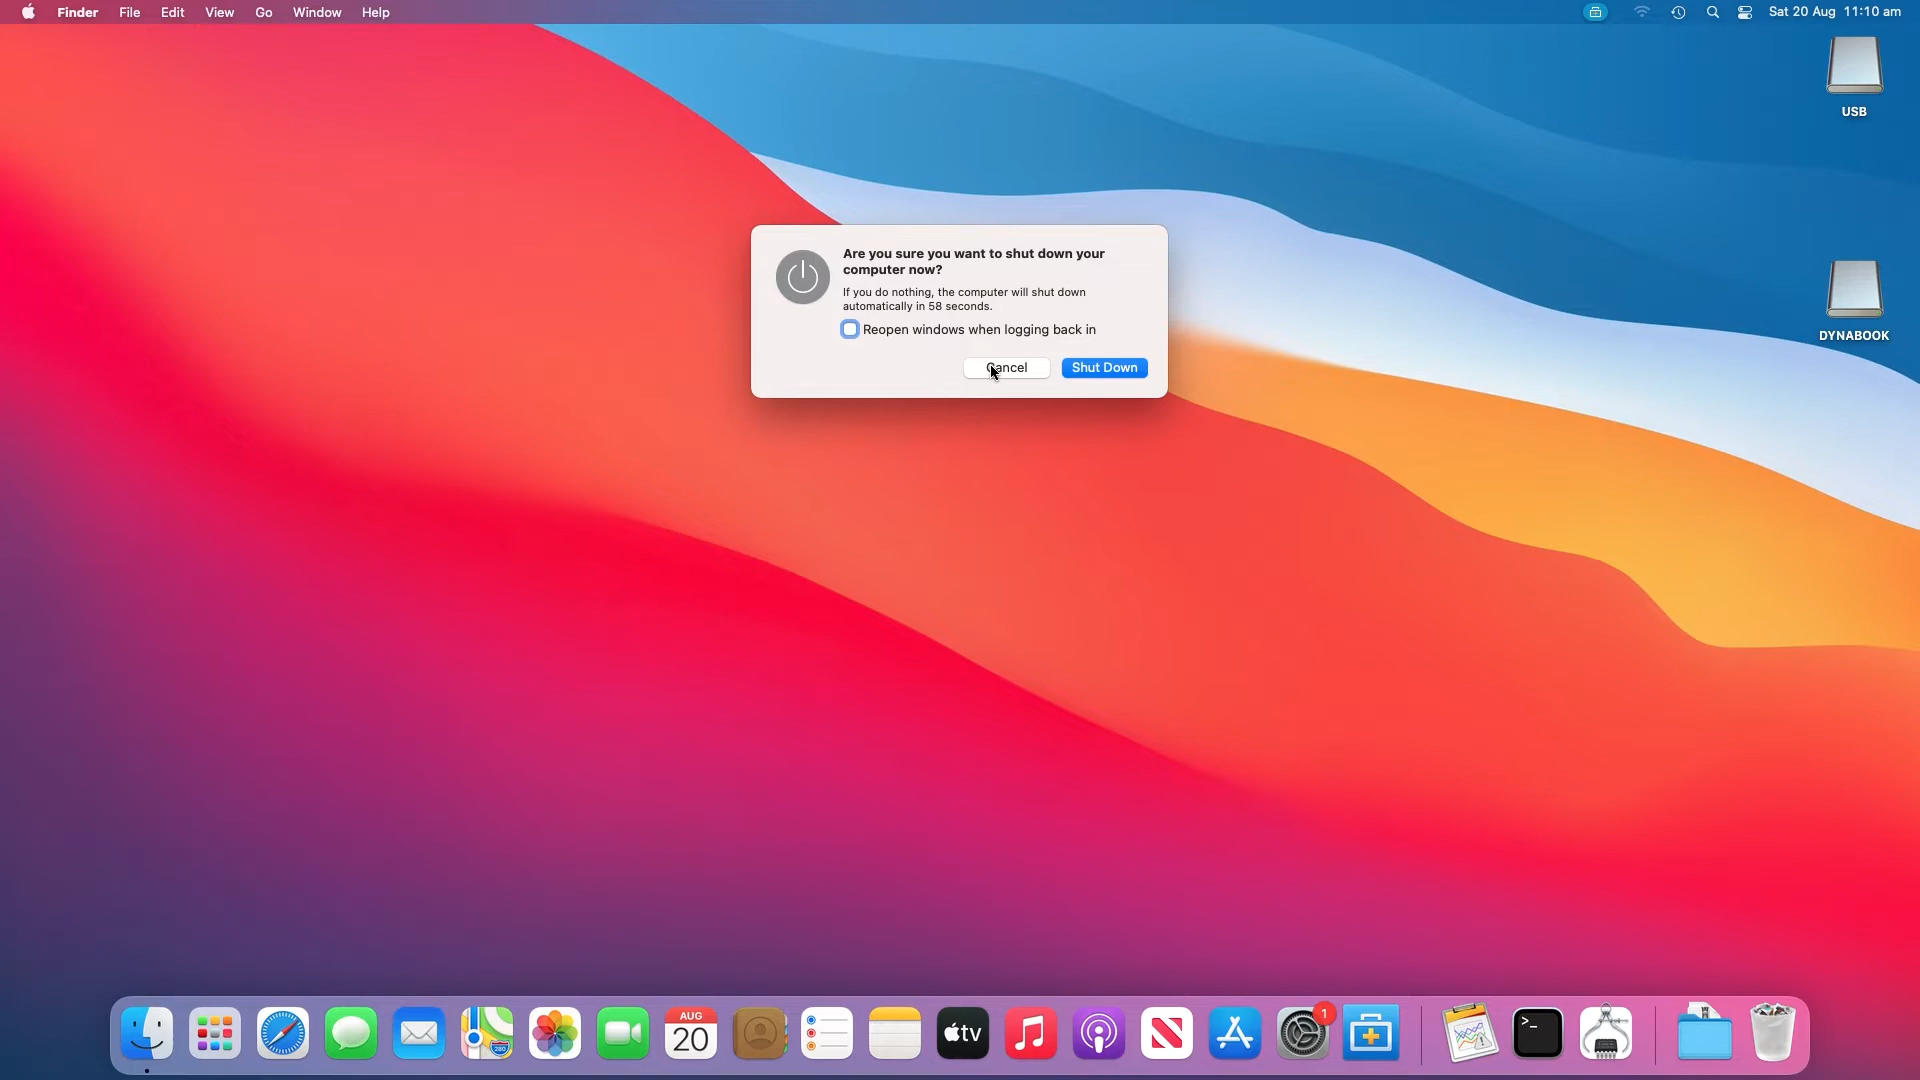 Finder File Edit View Go Window Help
Sat 20 Aug 11:10 am
USB
Are you sure you want to shut down your
computer now?
If you do nothing, the computer will shut down
automatically in 58 seconds.
Reopen windows when logging back in
Cancel
Shut Down
DYNABOOK
280
AUG
20
tv
1
>_